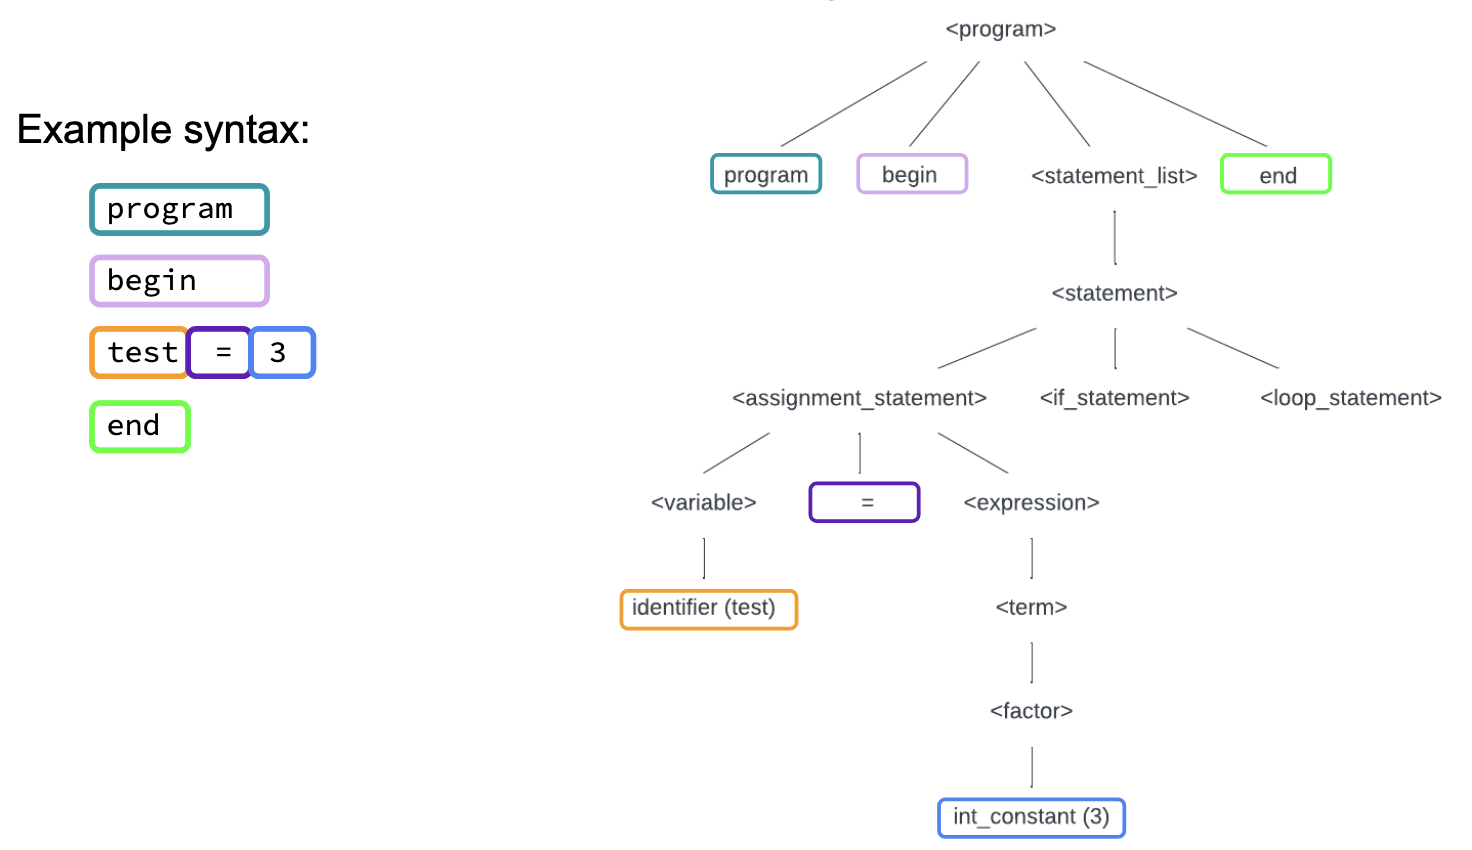 Example syntax:
program
begin
test = 3
end
<program>
program begin <statement_list> end
<statement>
<assignment_statement> <if_statement> <loop_statement>
<variable> = <expression>
identifier (test) <term>
<factor>
int_constant (3)